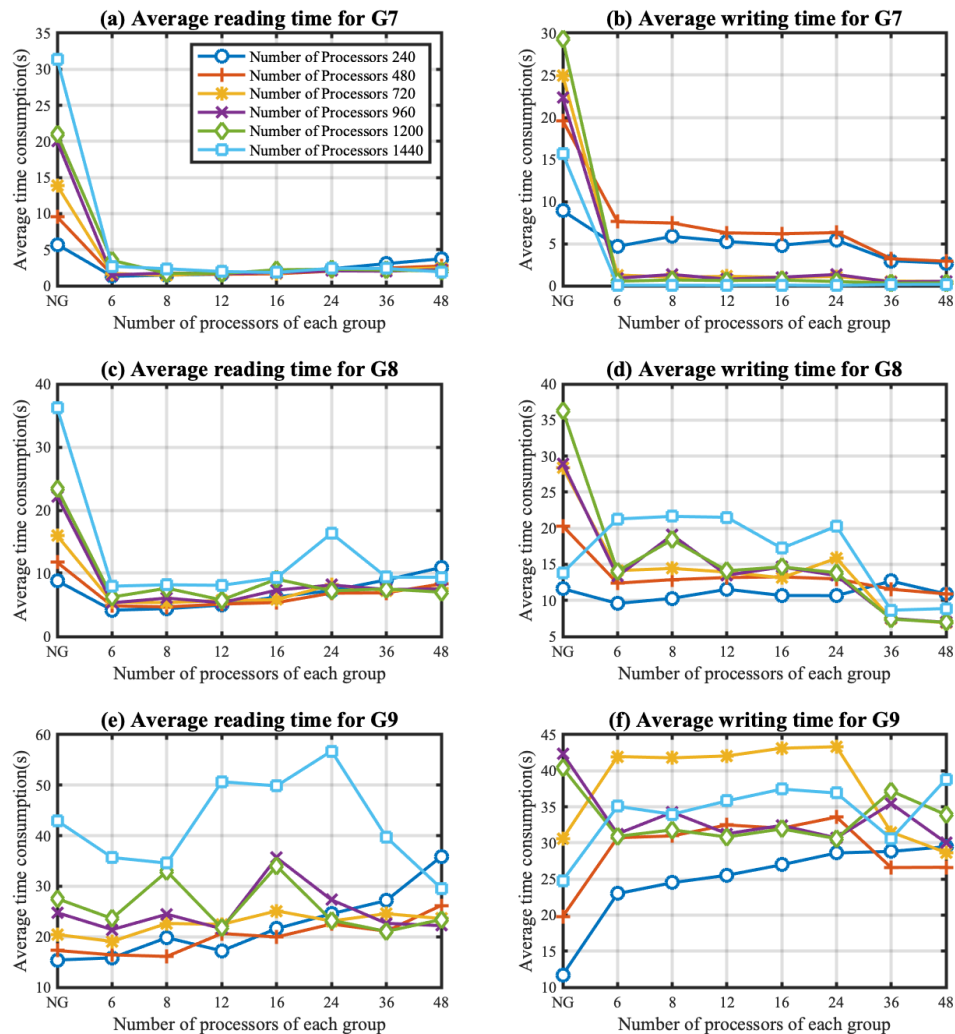 (a) Average reading time for G7
Average time consumption(s)
35
30
25
20
15
10
5
0
Number of Processors 240
Number of Processors 480
Number of Processors 720
Number of Processors 960
Number of Processors 1200
Number of Processors 1440
NG 6 8 12 16 24 36 48
Number of processors of each group
(b) Average writing time for G7
Average time consumption(s)
30
25
20
15
10
5
0
NG 6 8 12 16 24 36 48
Number of processors of each group
(c) Average reading time for G8
Average time consumption(s)
40
30
20
10
0
NG 6 8 12 16 24 36 48
Number of processors of each group
(d) Average writing time for G8
Average time consumption(s)
40
35
30
25
20
15
10
5
NG 6 8 12 16 24 36 48
Number of processors of each group
(e) Average reading time for G9
Average time consumption(s)
60
50
40
30
20
10
NG 6 8 12 16 24 36 48
Number of processors of each group
(f) Average writing time for G9
Average time consumption(s)
45
40
35
30
25
20
15
10
NG 6 8 12 16 24 36 48
Number of processors of each group